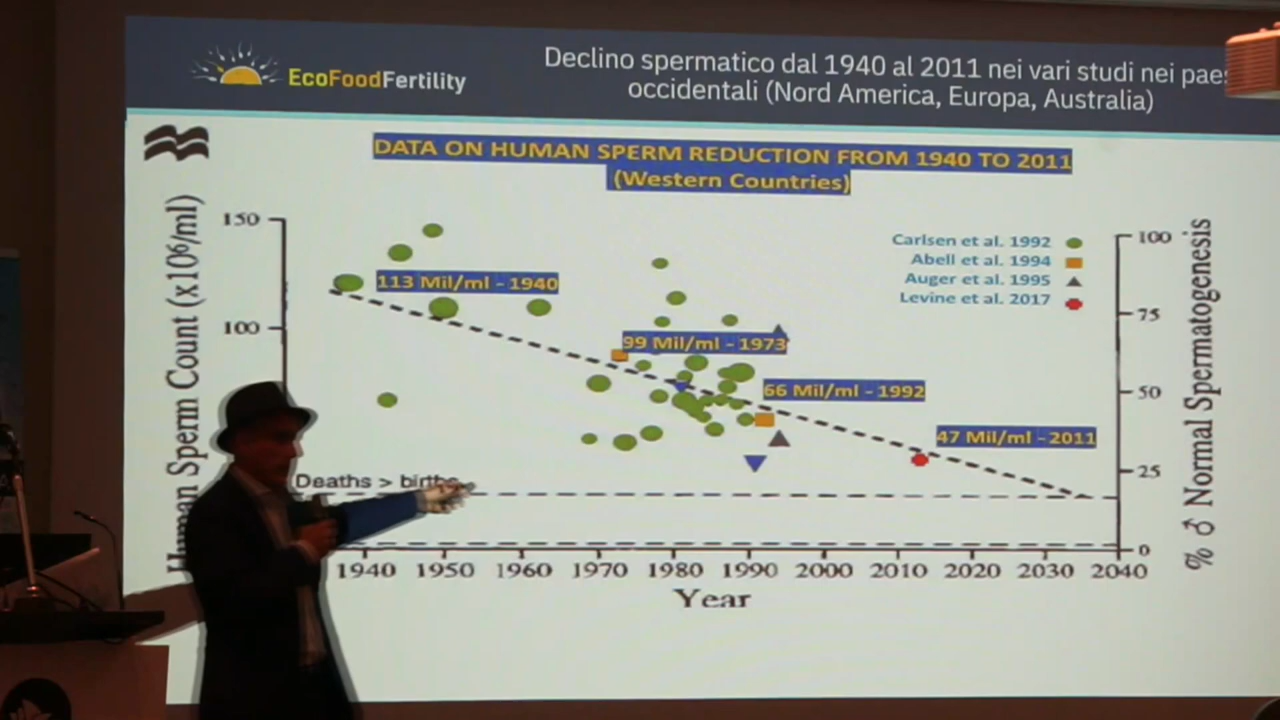 EcoFoodFertility
Declino spermatico dal 1940 al 2011 nei vari studi nei
occidentali (Nord America, Europa, Australia)
DATA ON HUMAN SPERM REDUCTION FROM 1940 TO 2011
(Western Countries)
Human Sperm Count (x10⁶/ml)
150
100
113 Mil/ml - 1940
99 Mil/ml - 1973
66 Mil/ml - 1992
47 Mil/ml - 2011
Carlsen et al. 1992
Abell et al. 1994
Auger et al. 1995
Levine et al. 2017
100
75
50
25
0
% ♂ Normal Spermatogenesis
Deaths > births
1940 1950 1960 1970 1980 1990 2000 2010 2020 2030 2040
Year